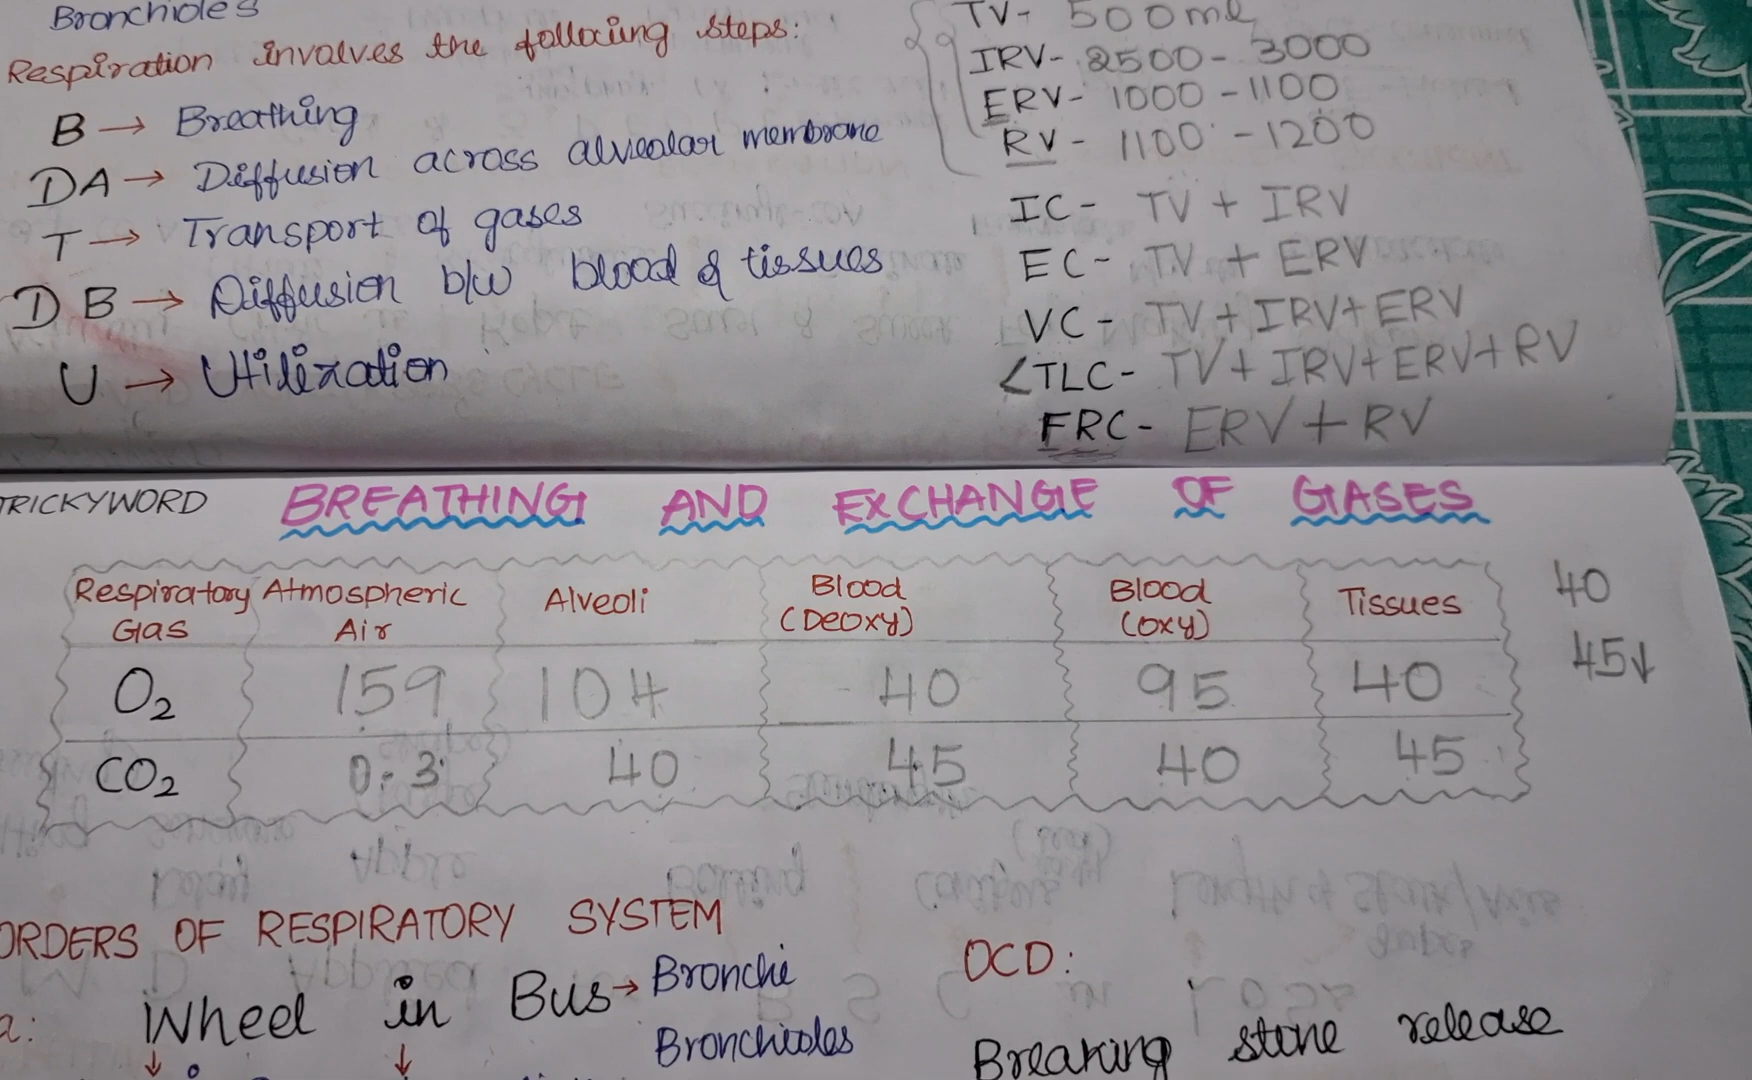 Bronchioles
Respiration involves the following steps:
B → Breathing
DA → Diffusion across alveolar membrane
T → Transport of gases
DB → Diffusion b/w blood & tissues
U → Utilization
TV- 500ml
IRV- 2500 - 3000
ERV- 1000 - 1100
RV - 1100 - 1200
IC- TV + IRV
EC- TV + ERV
VC - TV + IRV + ERV
TLC- TV + IRV + ERV + RV
FRC- ERV + RV
TRICKYWORD BREATHING AND EXCHANGE OF GASES
Respiratory Gas Atmospheric Air Alveoli Blood (Deoxy) Blood (oxy) Tissues
O2 159 104 40 95 40
CO2 0.3 40 45 40 45
40
45↓
ORDERS OF RESPIRATORY SYSTEM
a: Wheel in Bus → Bronchi
Bronchioles
OCD:
Breaking stone release